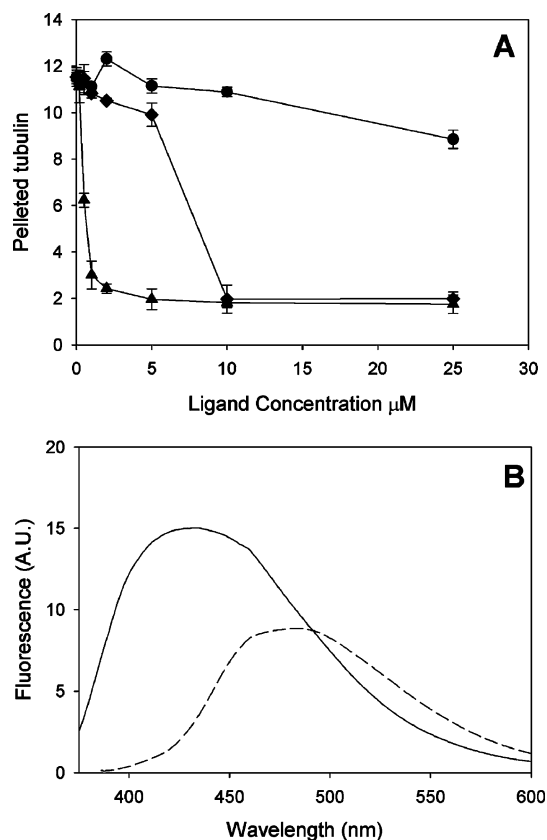 A
Pelleted tubulin
14
12
10
8
6
4
2
0
0 5 10 15 20 25 30
Ligand Concentration μM
B
Fluorescence (A.U.)
20
15
10
5
0
400 450 500 550 600
Wavelength (nm)